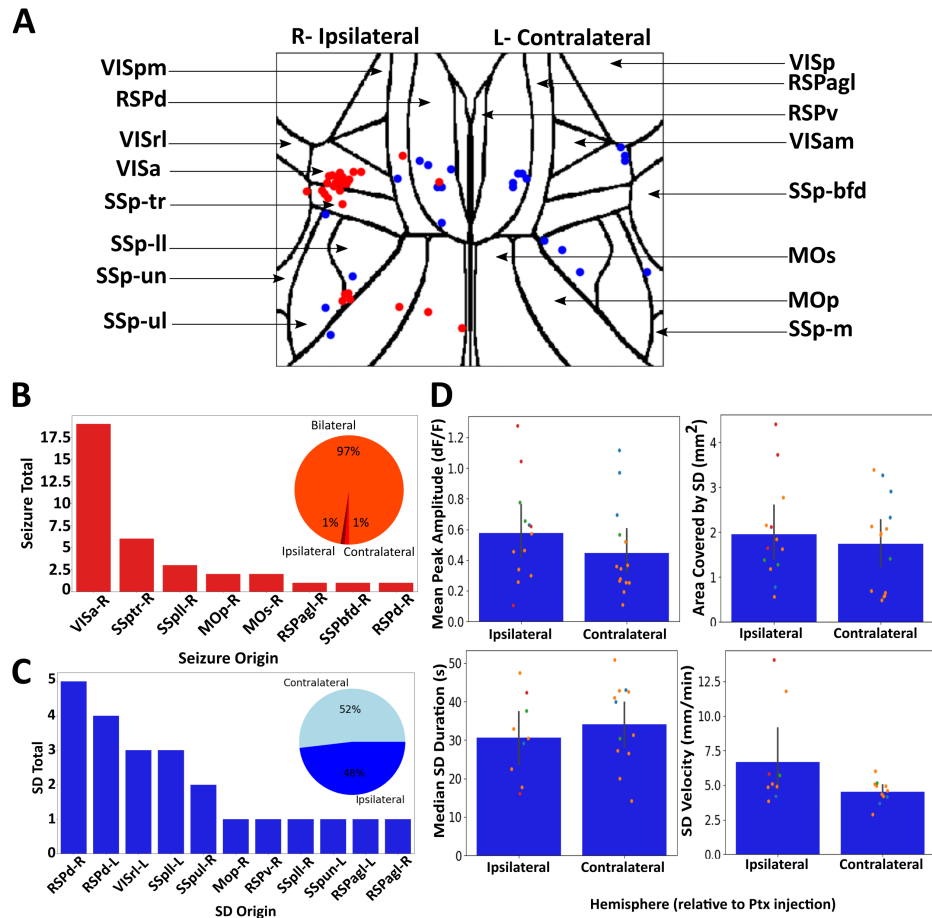 A
R- Ipsilateral
L- Contralateral
VISpm
RSPd
VISrl
VISa
SSp-tr
SSp-ll
SSp-un
SSp-ul
VISp
RSPagl
RSPv
VISam
SSp-bfd
MOs
MOp
SSp-m
B
Seizure Total
17.5
15
12.5
10
7.5
5
2.5
0
Bilateral
97%
1%
1%
Ipsilateral
Contralateral
VISa-R
SSptr-R
SSpll-R
MOp-R
MOs-R
RSPagl-R
SSPbfd-R
RSPd-R
Seizure Origin
C
SD Total
5
4
3
2
1
0
Contralateral
52%
48%
Ipsilateral
RSPd-R
RSPd-L
VISrl-L
SSpll-L
SSpul-R
Mop-R
RSPv-R
SSpll-R
SSpun-L
RSPagl-L
RSPagl-R
SD Origin
D
Mean Peak Amplitude (dF/F)
1.2
1.0
0.8
0.6
0.4
0.2
0.0
Ipsilateral
Contralateral
Area Covered by SD (mm2)
4
3
2
1
0
Ipsilateral
Contralateral
Median SD Duration (s)
50
40
30
20
10
0
Ipsilateral
Contralateral
SD Velocity (mm/min)
12.5
10.0
7.5
5.0
2.5
0.0
Ipsilateral
Contralateral
Hemisphere (relative to Ptx injection)